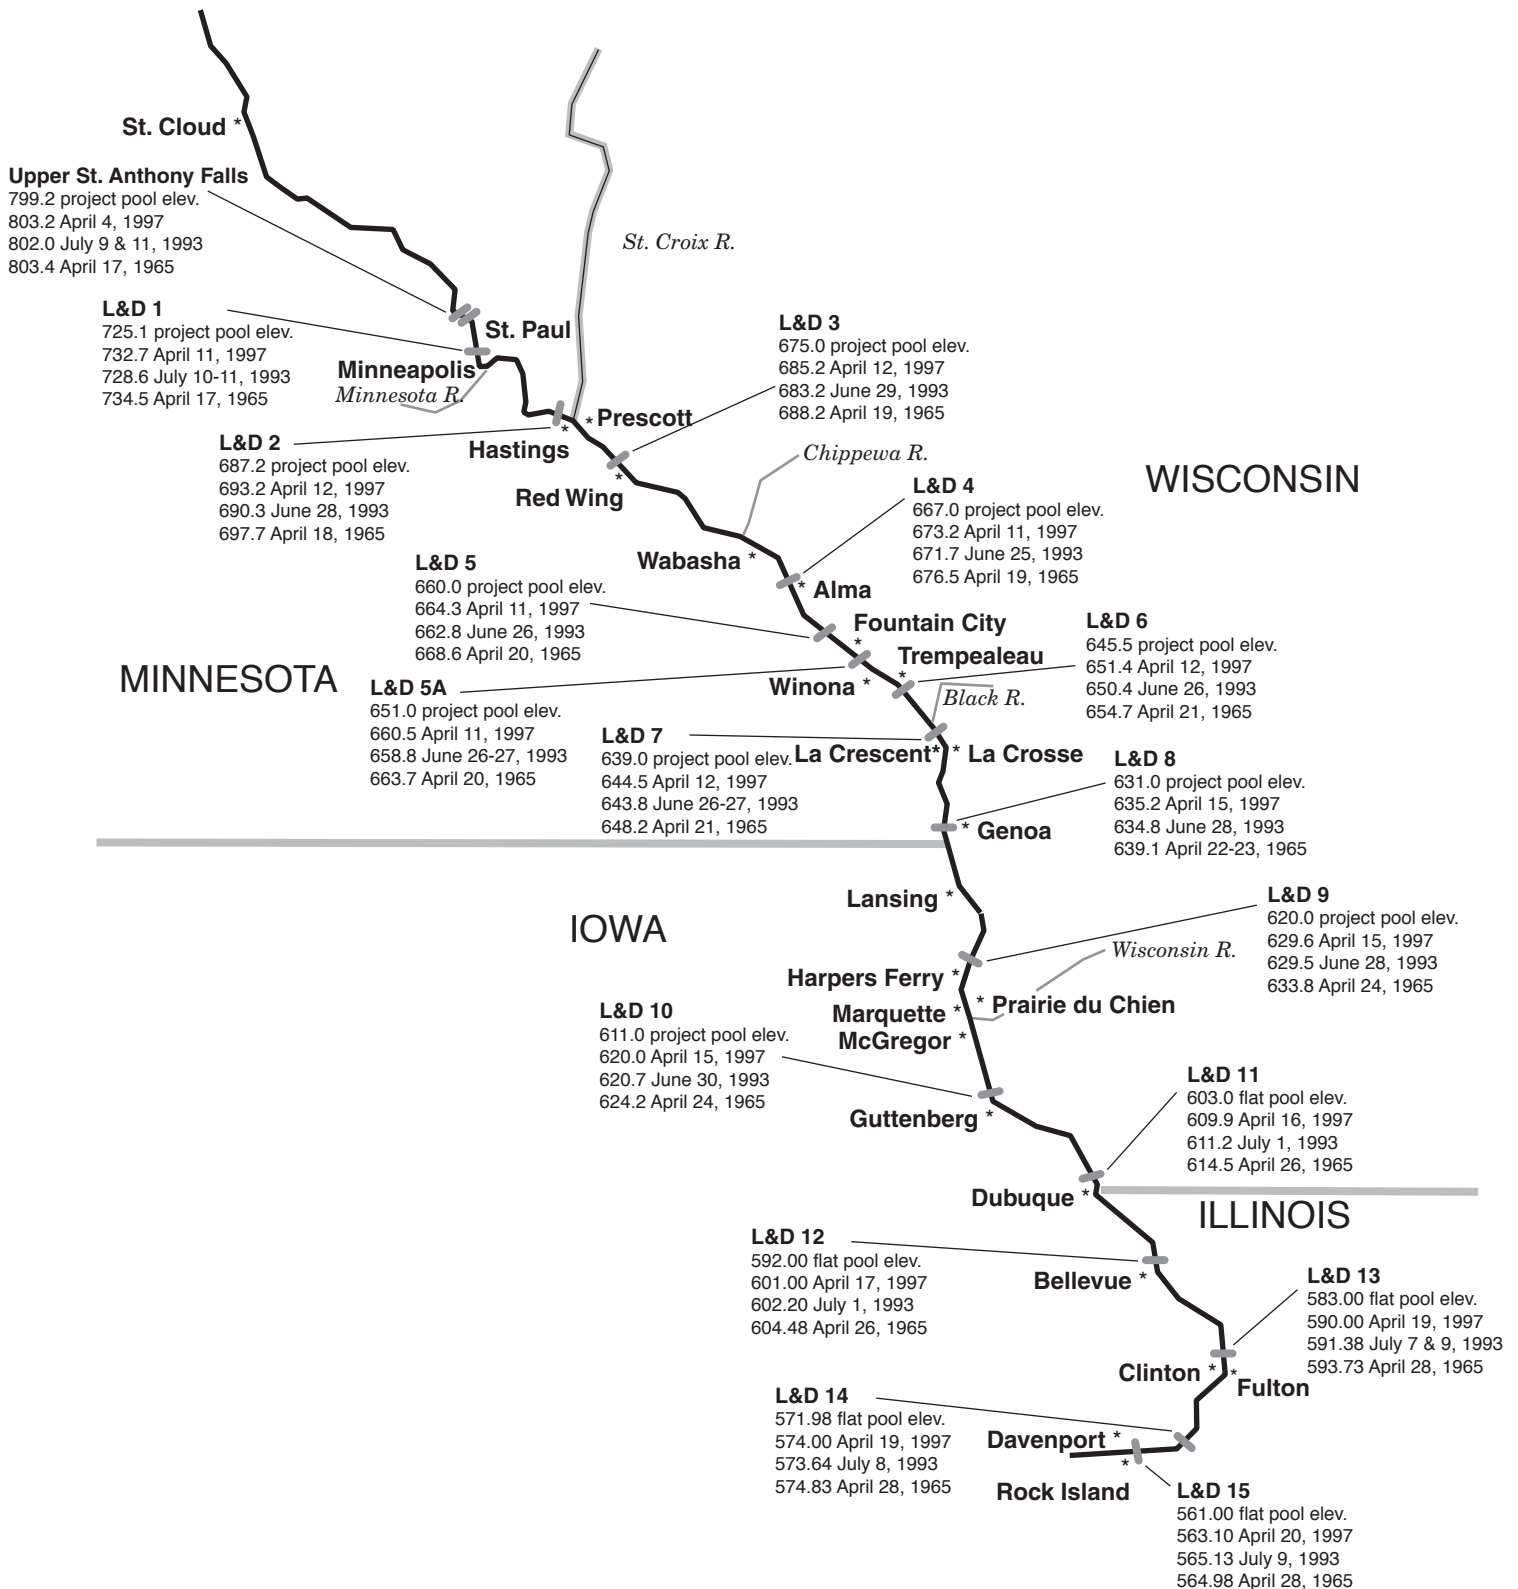 St. Cloud *
Upper St. Anthony Falls
799.2 project pool elev.
803.2 April 4, 1997
802.0 July 9 & 11, 1993
803.4 April 17, 1965
St. Croix R.
L&D 1
725.1 project pool elev.
732.7 April 11, 1997
728.6 July 10-11, 1993
734.5 April 17, 1965
St. Paul
Minneapolis
Minnesota R.
L&D 3
675.0 project pool elev.
685.2 April 12, 1997
683.2 June 29, 1993
688.2 April 19, 1965
* Prescott
L&D 2
687.2 project pool elev.
693.2 April 12, 1997
690.3 June 28, 1993
697.7 April 18, 1965
*
Hastings
Chippewa R.
WISCONSIN
*
Red Wing
L&D 4
667.0 project pool elev.
673.2 April 11, 1997
671.7 June 25, 1993
676.5 April 19, 1965
Wabasha *
L&D 5
660.0 project pool elev.
664.3 April 11, 1997
662.8 June 26, 1993
668.6 April 20, 1965
* Alma
Fountain City
*
L&D 6
645.5 project pool elev.
651.4 April 12, 1997
650.4 June 26, 1993
654.7 April 21, 1965
Trempealeau
*
MINNESOTA
L&D 5A
651.0 project pool elev.
660.5 April 11, 1997
658.8 June 26-27, 1993
663.7 April 20, 1965
Winona *
Black R.
L&D 7
639.0 project pool elev.
644.5 April 12, 1997
643.8 June 26-27, 1993
648.2 April 21, 1965
La Crescent*
* La Crosse
L&D 8
631.0 project pool elev.
635.2 April 15, 1997
634.8 June 28, 1993
639.1 April 22-23, 1965
* Genoa
Lansing *
L&D 9
620.0 project pool elev.
629.6 April 15, 1997
629.5 June 28, 1993
633.8 April 24, 1965
IOWA
Wisconsin R.
Harpers Ferry *
* Prairie du Chien
Marquette *
McGregor *
L&D 10
611.0 project pool elev.
620.0 April 15, 1997
620.7 June 30, 1993
624.2 April 24, 1965
Guttenberg *
L&D 11
603.0 flat pool elev.
609.9 April 16, 1997
611.2 July 1, 1993
614.5 April 26, 1965
Dubuque *
ILLINOIS
L&D 12
592.00 flat pool elev.
601.00 April 17, 1997
602.20 July 1, 1993
604.48 April 26, 1965
Bellevue *
L&D 13
583.00 flat pool elev.
590.00 April 19, 1997
591.38 July 7 & 9, 1993
593.73 April 28, 1965
Clinton *
*
Fulton
L&D 14
571.98 flat pool elev.
574.00 April 19, 1997
573.64 July 8, 1993
574.83 April 28, 1965
Davenport *
*
Rock Island
L&D 15
561.00 flat pool elev.
563.10 April 20, 1997
565.13 July 9, 1993
564.98 April 28, 1965